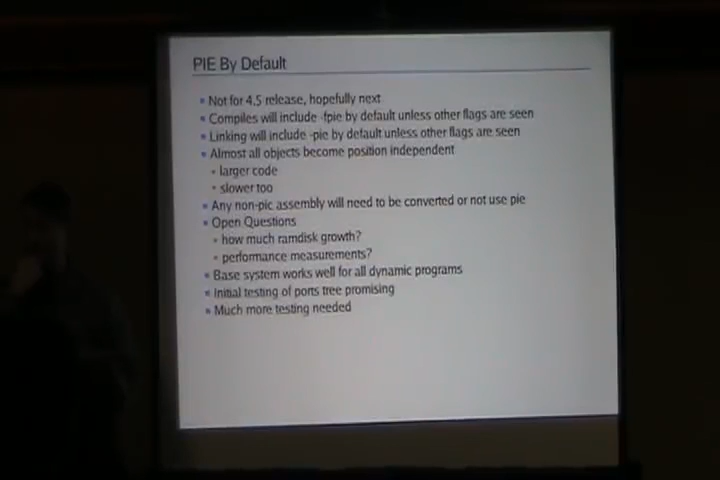 PIE By Default
Not for 4.5 release, hopefully next
Compiles will include -fpie by default unless other flags are seen
Linking will include -pie by default unless other flags are seen
Almost all objects become position independent
larger code
slower too
Any non-pic assembly will need to be converted or not use pie
Open Questions
how much ramdisk growth?
performance measurements?
Base system works well for all dynamic programs
Initial testing of ports tree promising
Much more testing needed